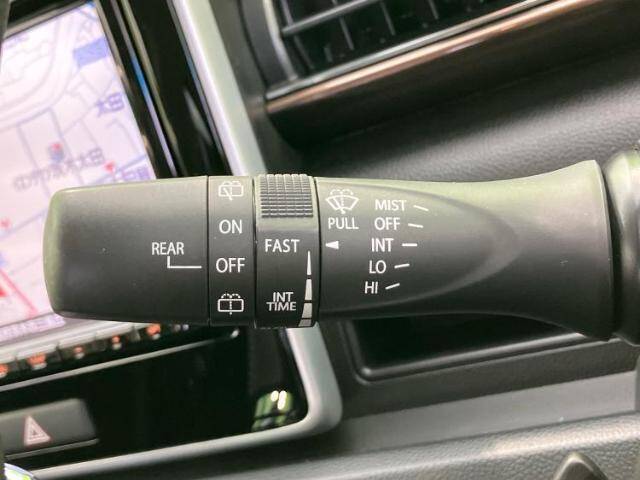 REAR
ON
OFF
FAST
INT
TIME
PULL
MIST
OFF
INT
LO
HI